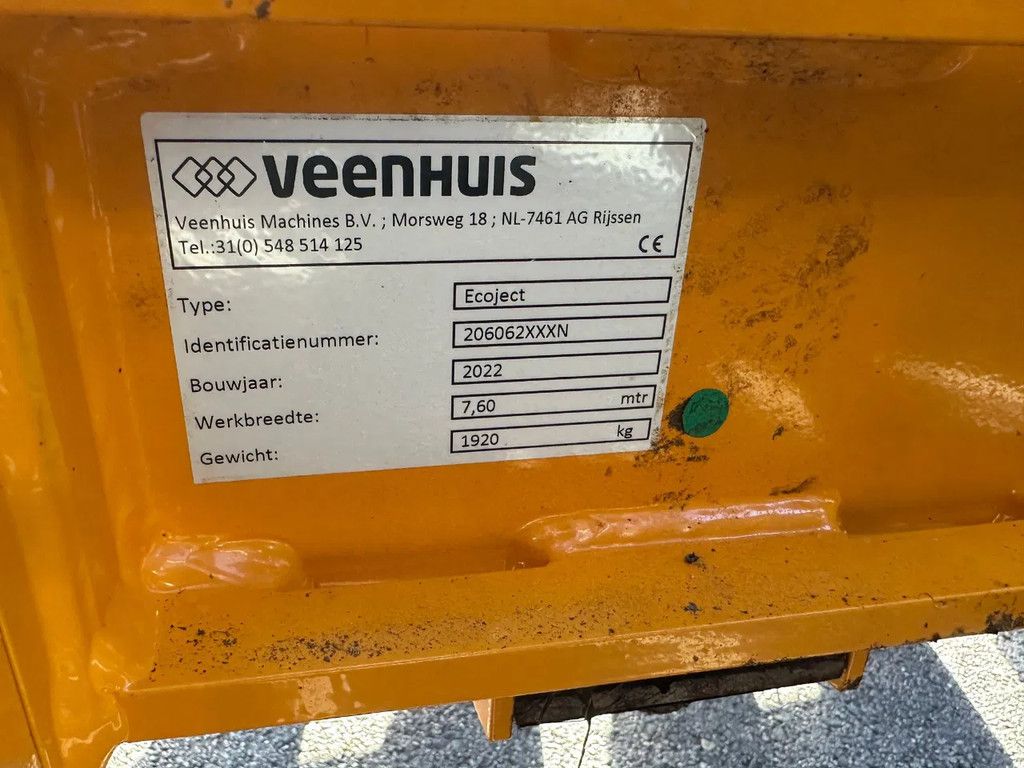 VEENHUIS
Veenhuis Machines B.V. ; Morsweg 18 ; NL-7461 AG Rijssen
Tel.:31(0) 548 514 125 CE
Type: Ecoject
Identificatienummer: 206062XXXN
Bouwjaar: 2022
Werkbreedte: 7,60 mtr
Gewicht: 1920 kg